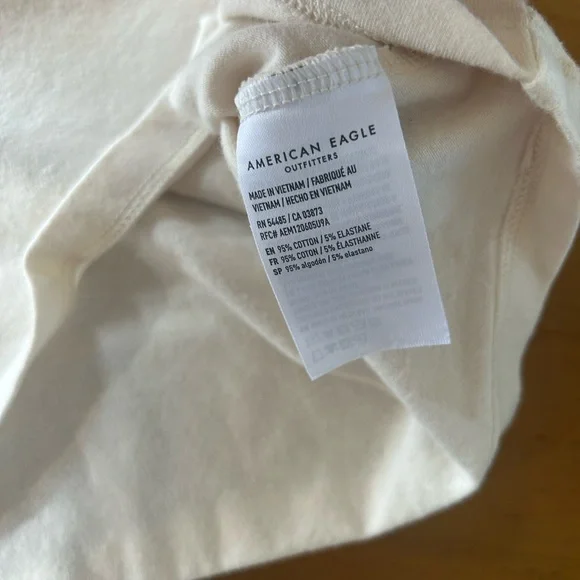 AMERICAN EAGLE
OUTFITTERS
MADE IN VIETNAM / FABRIQUÉ AU
VIETNAM / HECHO EN VIETNAM
RN 54485 / CA 03873
RFC# AEM120605U9A
EN 95% COTTON / 5% ELASTANE
FR 95% COTON / 5% ÉLASTHANNE
SP 95% algodón / 5% elastano